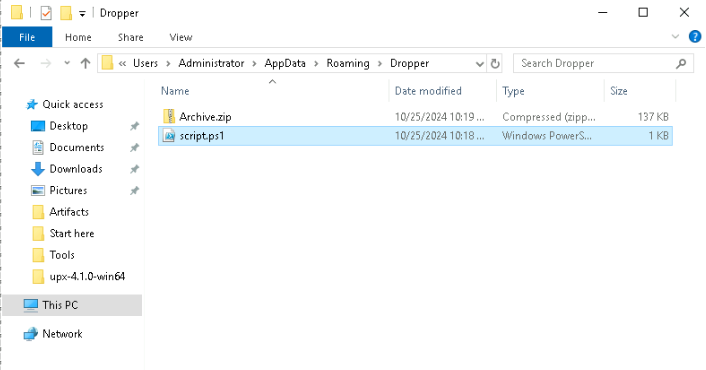 Dropper
File Home Share View
« Users > Administrator > AppData > Roaming > Dropper
Search Dropper
Name Date modified Type Size
Quick access
Desktop
Documents
Downloads
Pictures
Artifacts
Start here
Tools
upx-4.1.0-win64
This PC
Network
Archive.zip 10/25/2024 10:19 ... Compressed (zipp... 137 KB
script.ps1 10/25/2024 10:18 ... Windows PowerS... 1 KB